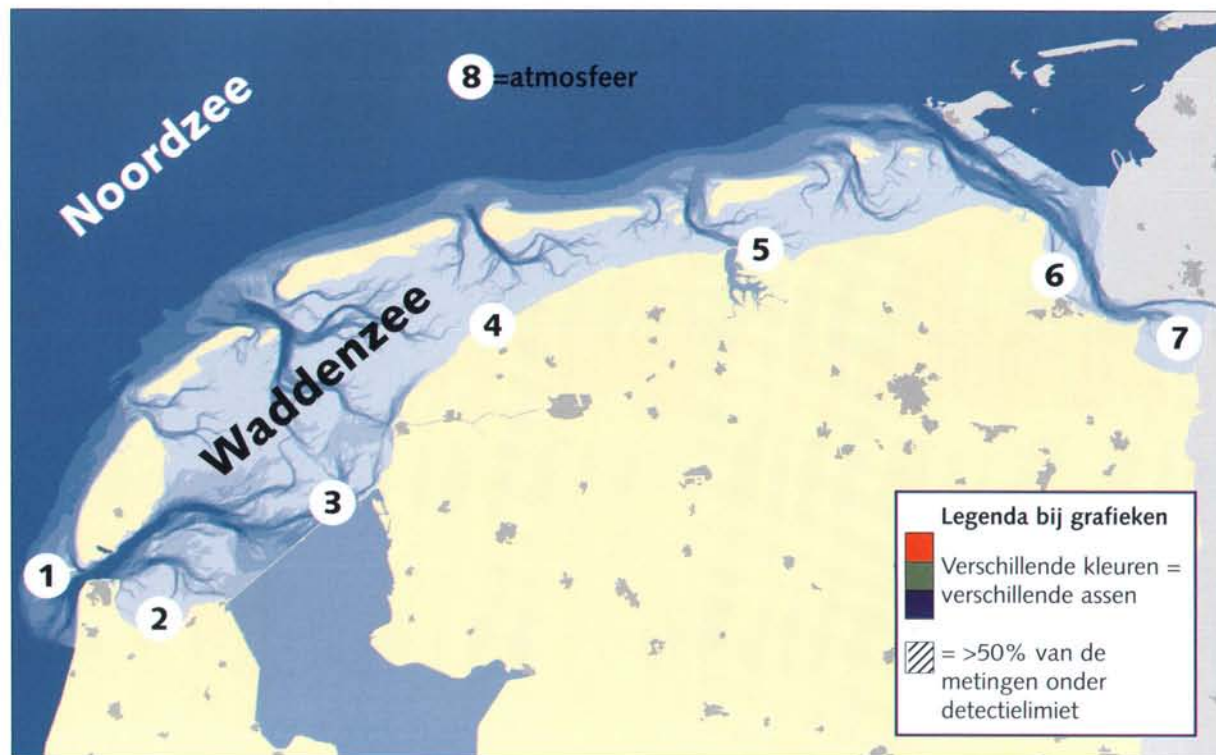 8 =atmosfeer
Noordzee
Waddenzee
5
6
4
7
3
1
2
Legenda bij grafieken
Verschillende kleuren =
verschillende assen
= >50% van de
metingen onder
detectielimiet